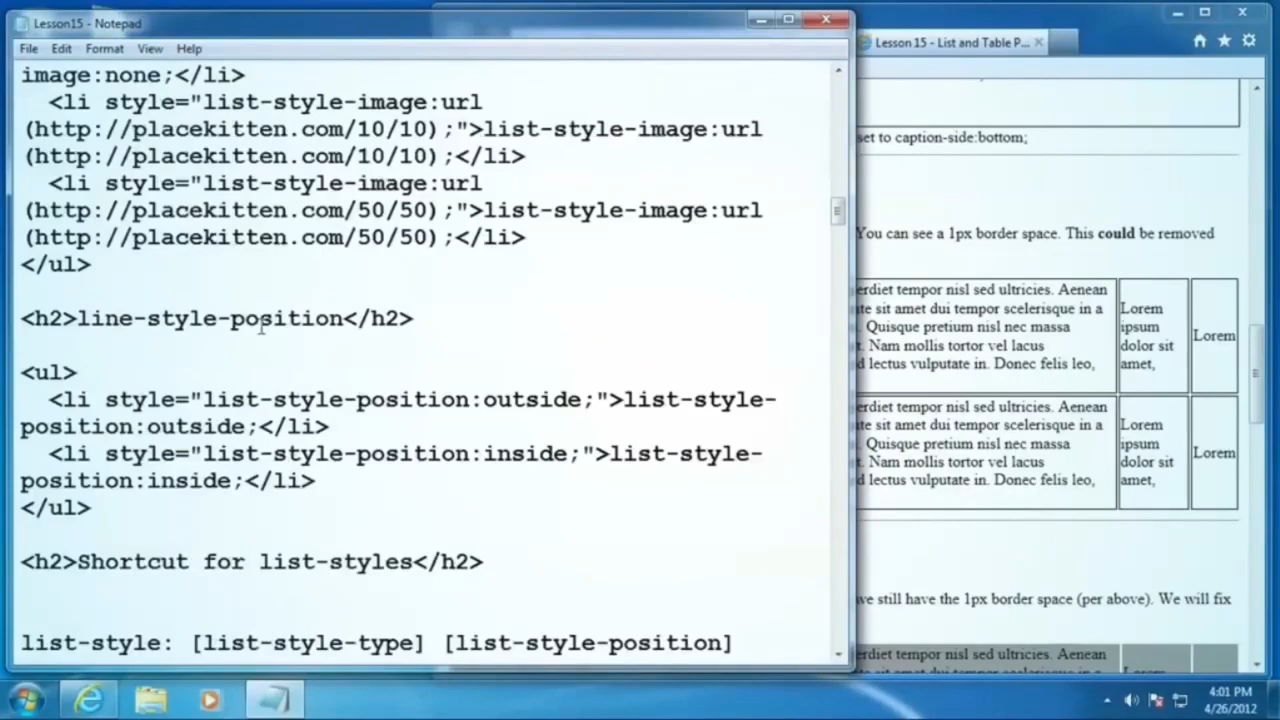 Lesson15 - Notepad
File Edit Format View Help
image:none;</li>
<li style="list-style-image:url
(http://placekitten.com/10/10);">list-style-image:url
(http://placekitten.com/10/10);</li>
<li style="list-style-image:url
(http://placekitten.com/50/50);">list-style-image:url
(http://placekitten.com/50/50);</li>
</ul>
<h2>line-style-position</h2>
<ul>
<li style="list-style-position:outside;">list-style-
position:outside;</li>
<li style="list-style-position:inside;">list-style-
position:inside;</li>
</ul>
<h2>Shortcut for list-styles</h2>
list-style: [list-style-type] [list-style-position]
Lesson 15 - List and Table P...
set to caption-side:bottom;
You can see a 1px border space. This could be removed
erdiet tempor nisl sed ultricies. Aenean
te sit amet dui tempor scelerisque in a
. Quisque pretium nisl nec massa
t. Nam mollis tortor vel lacus
d lectus vulputate in. Donec felis leo,
Lorem
ipsum
dolor sit
amet,
Lorem
erdiet tempor nisl sed ultricies. Aenean
te sit amet dui tempor scelerisque in a
. Quisque pretium nisl nec massa
t. Nam mollis tortor vel lacus
d lectus vulputate in. Donec felis leo,
Lorem
ipsum
dolor sit
amet,
Lorem
we still have the 1px border space (per above). We will fix
erdiet tempor nisl sed ultricies. Aenean
4:01 PM
4/26/2012